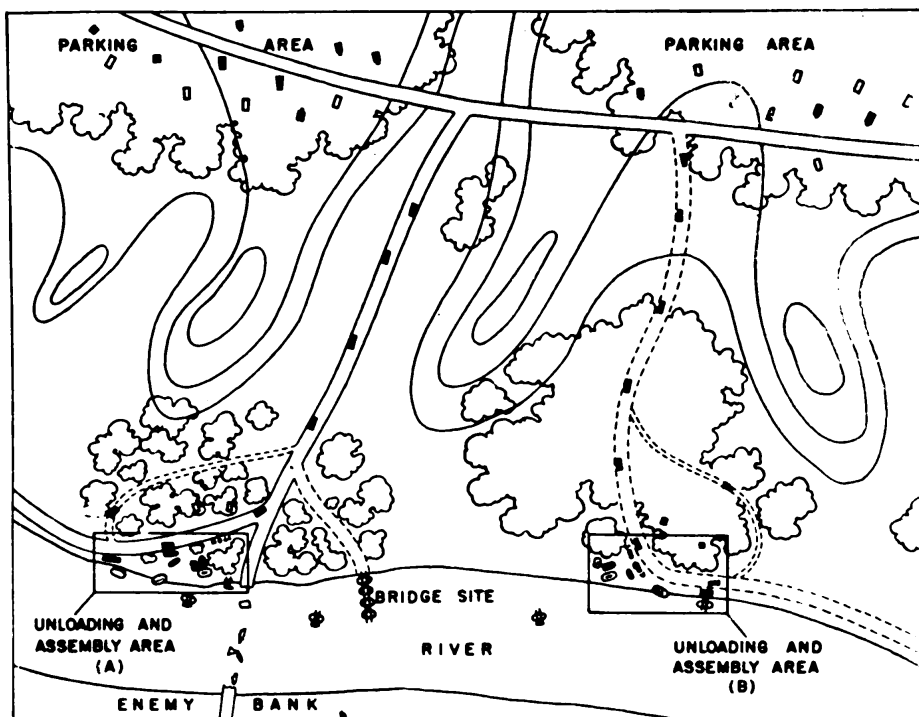 PARKING AREA
PARKING AREA
BRIDGE SITE
UNLOADING AND
ASSEMBLY AREA
(A)
RIVER
UNLOADING AND
ASSEMBLY AREA
(B)
ENEMY BANK